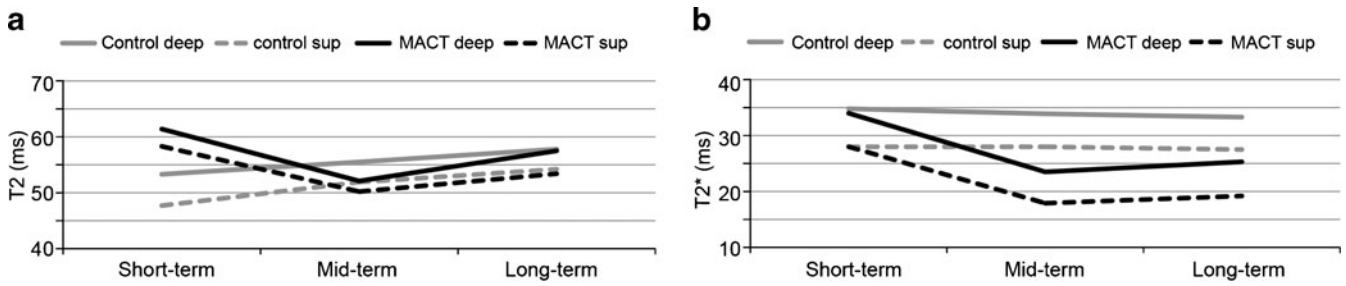 a
Control deep control sup MACT deep MACT sup
70
60
50
40
T2 (ms)
Short-term Mid-term Long-term
b
Control deep control sup MACT deep MACT sup
40
30
20
10
T2* (ms)
Short-term Mid-term Long-term